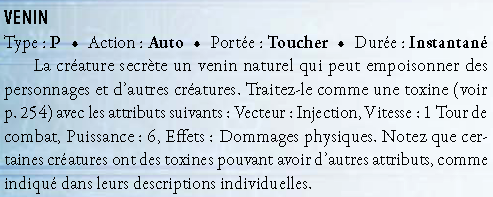 VENIN
Type : P ◆ Action : Auto ◆ Portée : Toucher ◆ Durée : Instantané
La créature secrète un venin naturel qui peut empoisonner des
personnages et d’autres créatures. Traitez-le comme une toxine (voir
p. 254) avec les attributs suivants : Vecteur : Injection, Vitesse : 1 Tour de
combat, Puissance : 6, Effets : Dommages physiques. Notez que cer-
taines créatures ont des toxines pouvant avoir d’autres attributs, comme
indiqué dans leurs descriptions individuelles.